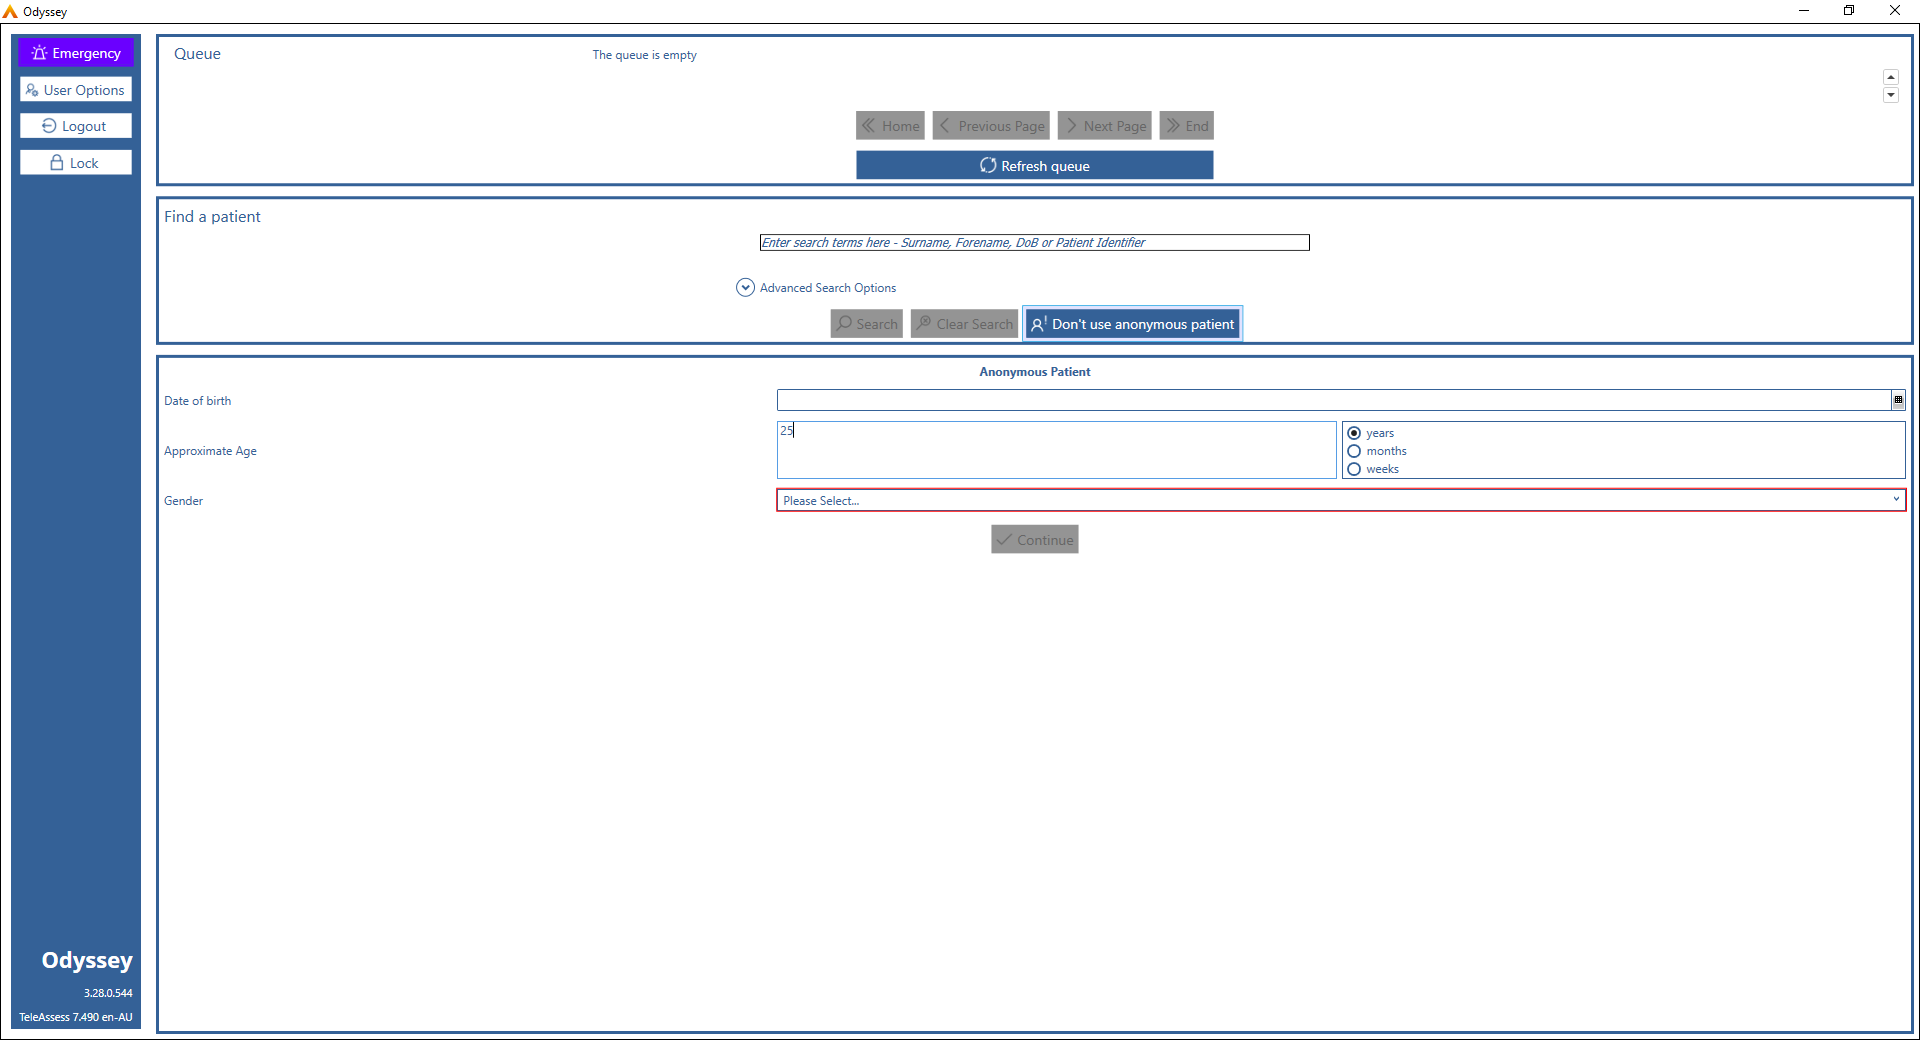 Odyssey
Emergency
User Options
Logout
Lock
Queue
The queue is empty
Home
Previous Page
Next Page
End
Refresh queue
Find a patient
Enter search terms here - Surname, Forename, DoB or Patient Identifier
Advanced Search Options
Search
Clear Search
Don't use anonymous patient
Anonymous Patient
Date of birth
Approximate Age
25
years
months
weeks
Gender
Please Select...
Continue
Odyssey
3.28.0.544
TeleAssess 7.490 en-AU